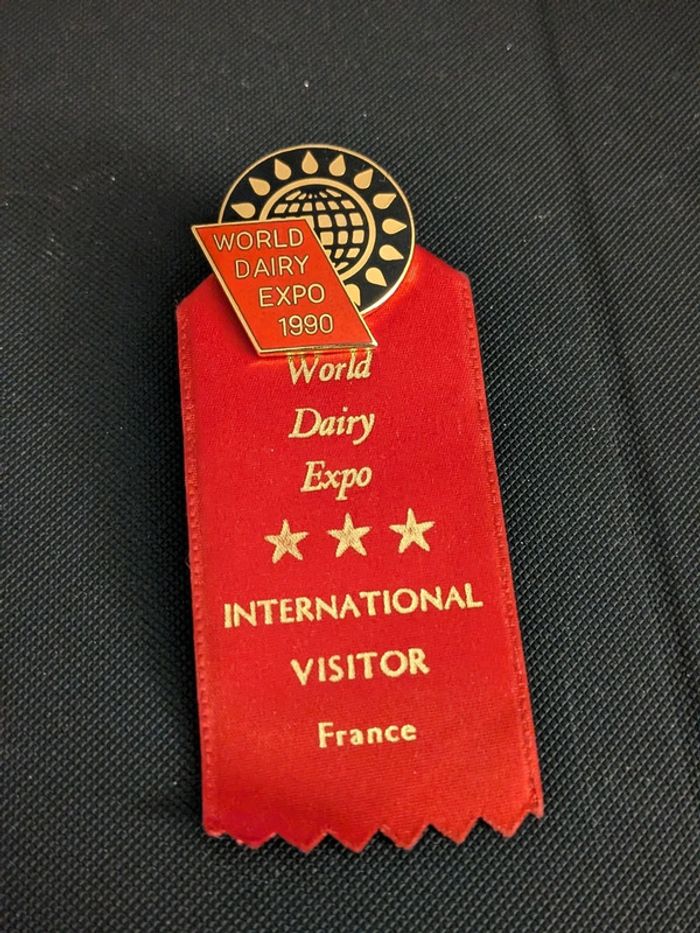 WORLD
DAIRY
EXPO
1990
World
Dairy
Expo
INTERNATIONAL
VISITOR
France